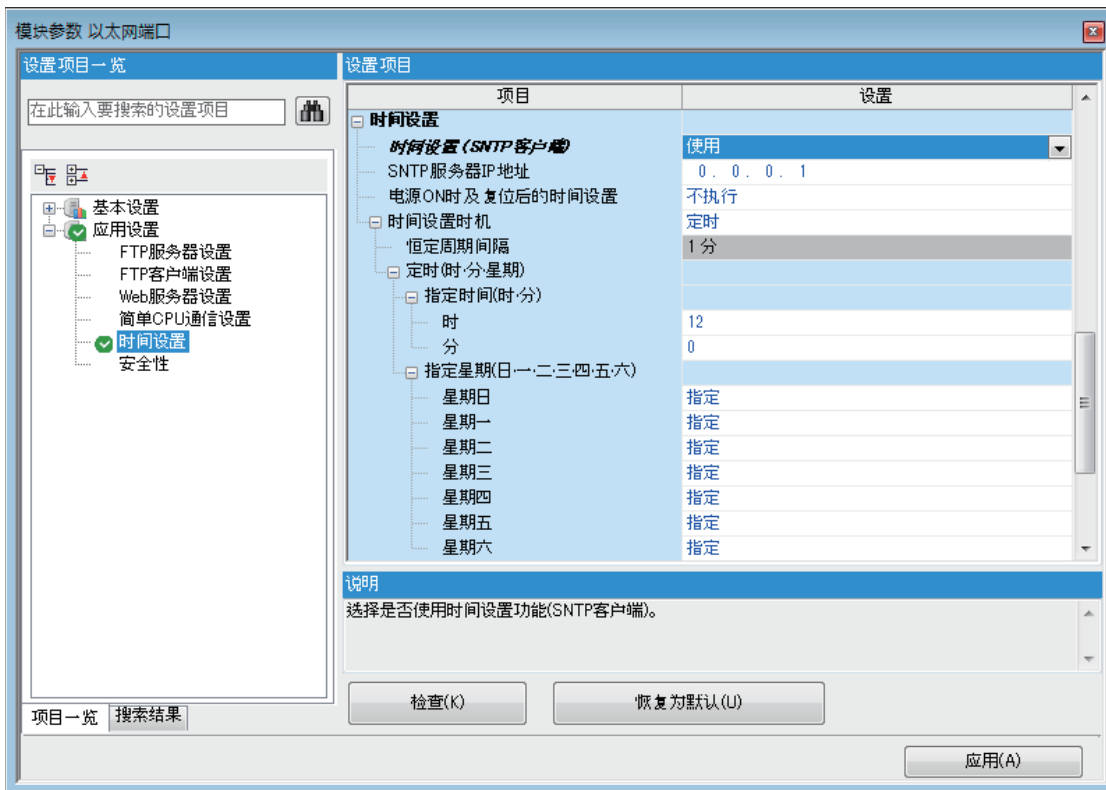 模块参数 以太网端口
设置项目一览
在此输入要搜索的设置项目
基本设置
应用设置
FTP服务器设置
FTP客户端设置
Web服务器设置
简单CPU通信设置
时间设置
安全性
项目一览 搜索结果
设置项目
项目 设置
时间设置
时间设置(SNTP客户端) 使用
SNTP服务器IP地址 0. 0. 0. 1
电源ON时及复位后的时间设置 不执行
时间设置时机 定时
恒定周期间隔 1分
定时(时·分·星期)
指定时间(时·分)
时 12
分 0
指定星期(日·一·二·三·四·五·六)
星期日 指定
星期一 指定
星期二 指定
星期三 指定
星期四 指定
星期五 指定
星期六 指定
说明
选择是否使用时间设置功能(SNTP客户端)。
检查(K) 恢复为默认(U)
应用(A)